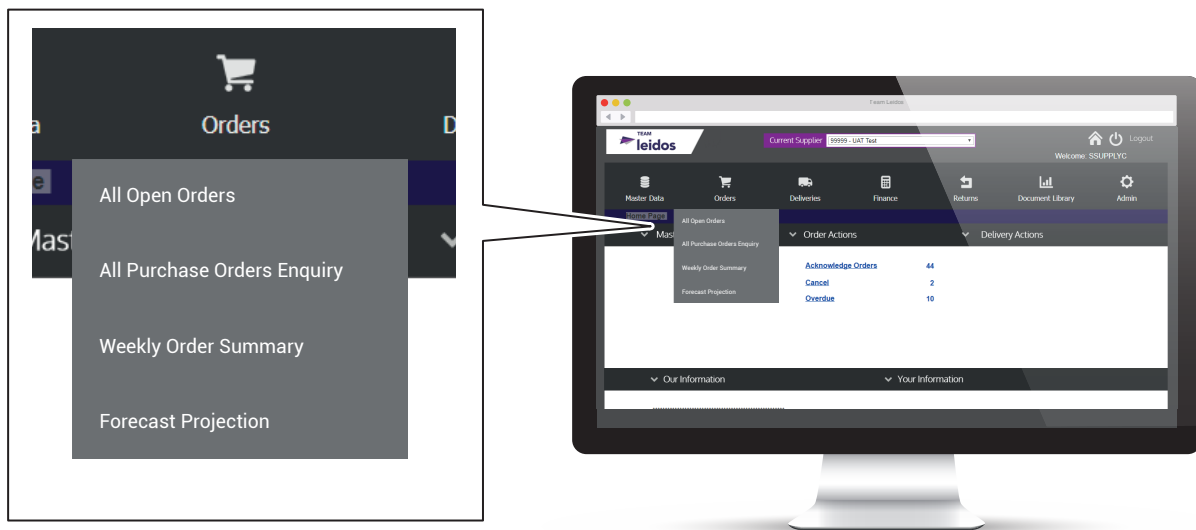 a
Orders
D
e
Mast
All Open Orders
All Purchase Orders Enquiry
Weekly Order Summary
Forecast Projection
Team Leidos
TEAM
leidos
Current Supplier 99999 - UAT Test
Logout
Welcome: SSUPPLYC
Master Data Orders Deliveries Finance Returns Document Library Admin
Home Page
Mas Order Actions Delivery Actions
All Open Orders
All Purchase Orders Enquiry
Weekly Order Summary
Forecast Projection
Acknowledge Orders 44
Cancel 2
Overdue 10
Our Information Your Information